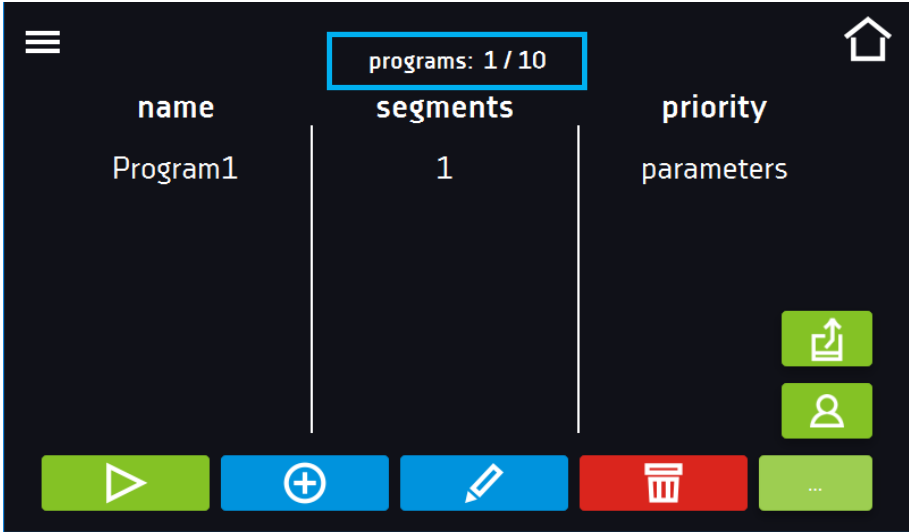 programs: 1 / 10
name segments priority
Program1 1 parameters
...